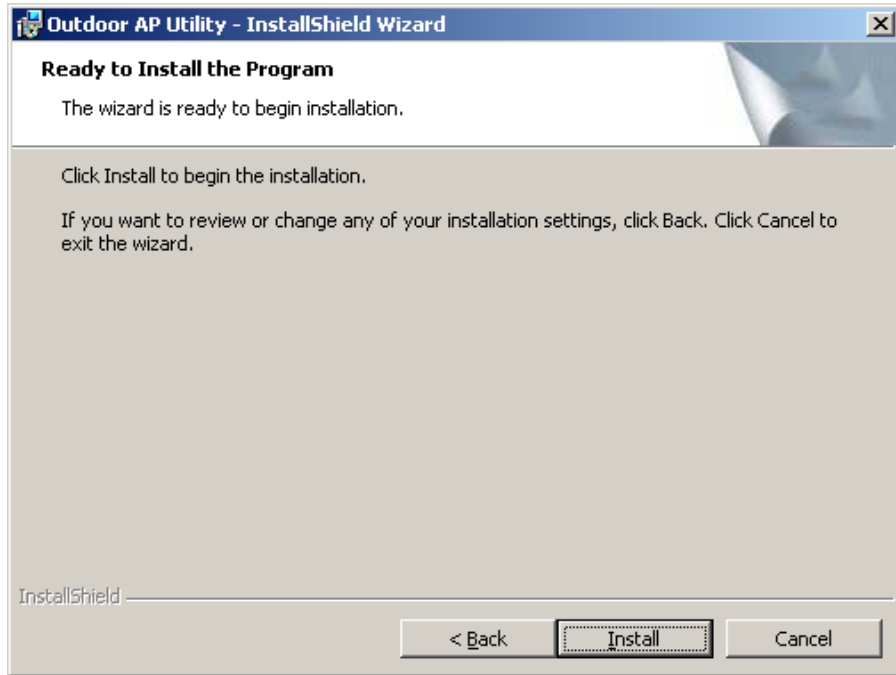 Outdoor AP Utility - InstallShield Wizard
Ready to Install the Program
The wizard is ready to begin installation.
Click Install to begin the installation.
If you want to review or change any of your installation settings, click Back. Click Cancel to
exit the wizard.
InstallShield
< Back Install Cancel